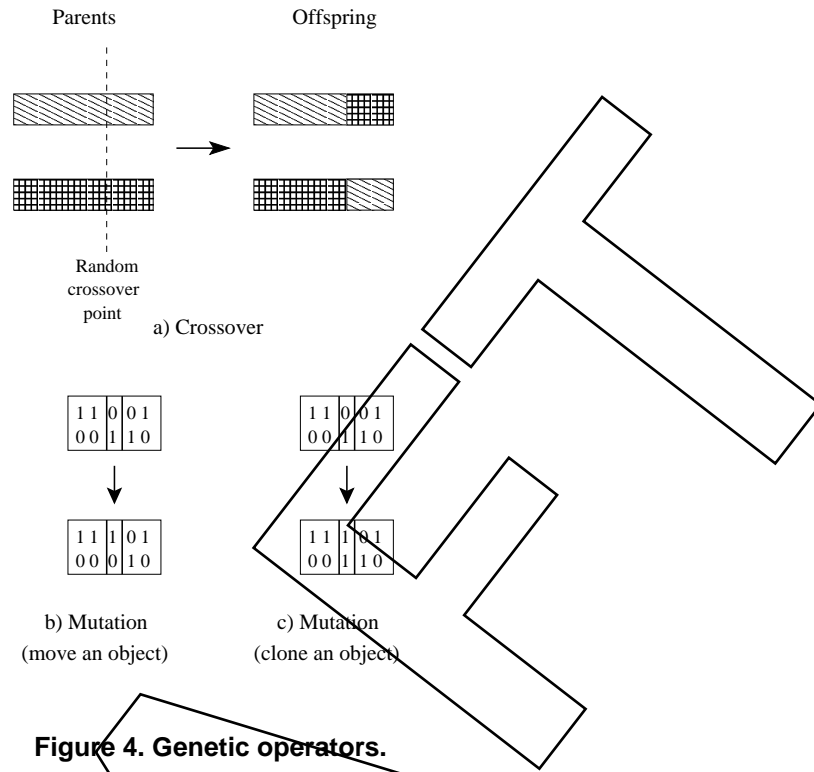 Parents Offspring
Random
crossover
point
a) Crossover
1 1 0 0 1 1 1 0 0 1
0 0 1 1 0 0 0 1 1 0
1 1 1 0 1 1 1 1 0 1
0 0 0 1 0 0 0 1 1 0
b) Mutation c) Mutation
(move an object) (clone an object)
Figure 4. Genetic operators.